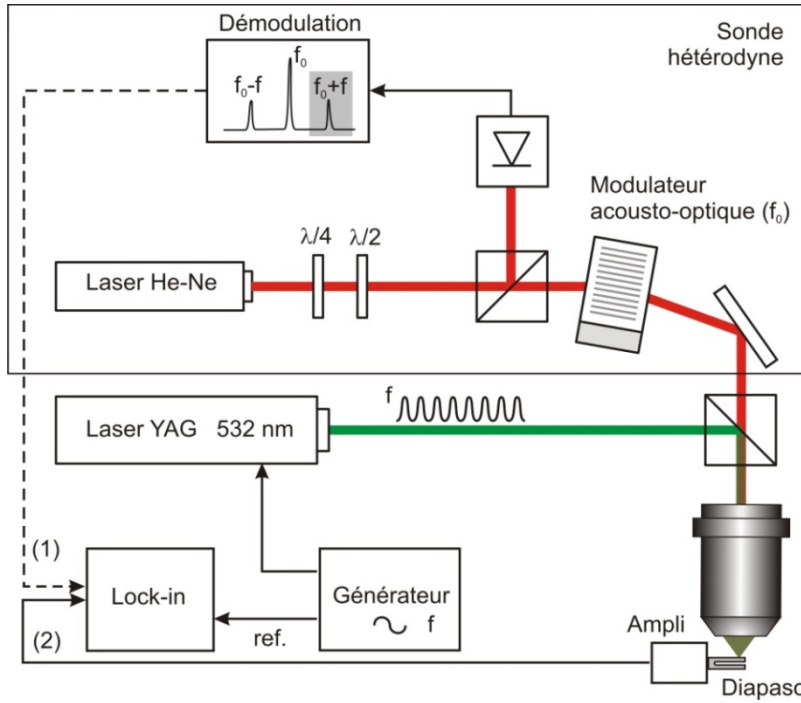 Démodulation
Sonde
hétérodyne
f₀
f₀-f
f₀+f
Modulateur
acousto-optique (f₀)
λ/4
λ/2
Laser He-Ne
f
Laser YAG 532 nm
(1)
Lock-in
Générateur
f
ref.
(2)
Ampli
Diapaso